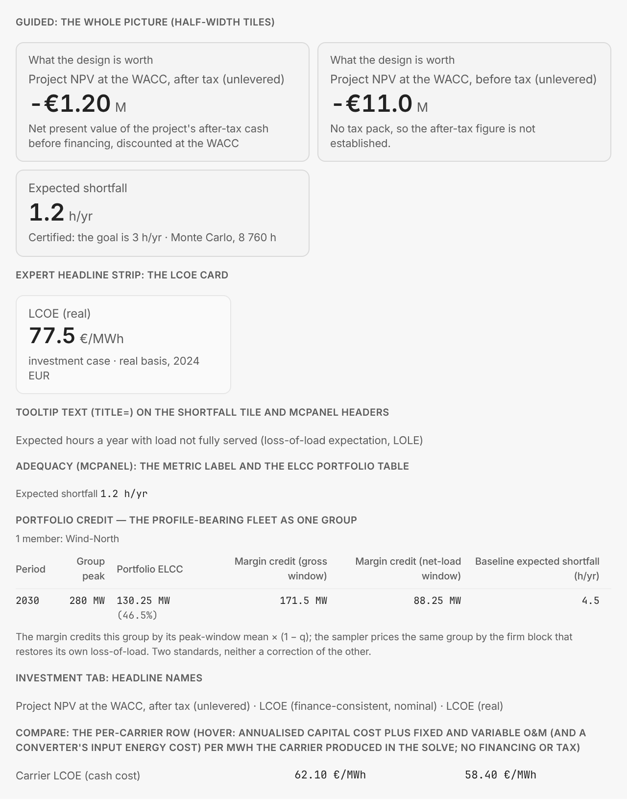 GUIDED: THE WHOLE PICTURE (HALF-WIDTH TILES)
What the design is worth
Project NPV at the WACC, after tax (unlevered)
-€1.20 M
Net present value of the project's after-tax cash
before financing, discounted at the WACC
What the design is worth
Project NPV at the WACC, before tax (unlevered)
-€11.0 M
No tax pack, so the after-tax figure is not
established.
Expected shortfall
1.2 h/yr
Certified: the goal is 3 h/yr · Monte Carlo, 8 760 h
EXPERT HEADLINE STRIP: THE LCOE CARD
LCOE (real)
77.5 €/MWh
investment case · real basis, 2024
EUR
TOOLTIP TEXT (TITLE=) ON THE SHORTFALL TILE AND MCPANEL HEADERS
Expected hours a year with load not fully served (loss-of-load expectation, LOLE)
ADEQUACY (MCPANEL): THE METRIC LABEL AND THE ELCC PORTFOLIO TABLE
Expected shortfall 1.2 h/yr
PORTFOLIO CREDIT — THE PROFILE-BEARING FLEET AS ONE GROUP
1 member: Wind-North
Period Group peak Portfolio ELCC Margin credit (gross window) Margin credit (net-load window) Baseline expected shortfall (h/yr)
2030 280 MW 130.25 MW (46.5%) 171.5 MW 88.25 MW 4.5
The margin credits this group by its peak-window mean × (1 − q); the sampler prices the same group by the firm block that
restores its own loss-of-load. Two standards, neither a correction of the other.
INVESTMENT TAB: HEADLINE NAMES
Project NPV at the WACC, after tax (unlevered) · LCOE (finance-consistent, nominal) · LCOE (real)
COMPARE: THE PER-CARRIER ROW (HOVER: ANNUALISED CAPITAL COST PLUS FIXED AND VARIABLE O&M (AND A
CONVERTER'S INPUT ENERGY COST) PER MWH THE CARRIER PRODUCED IN THE SOLVE; NO FINANCING OR TAX)
Carrier LCOE (cash cost) 62.10 €/MWh 58.40 €/MWh